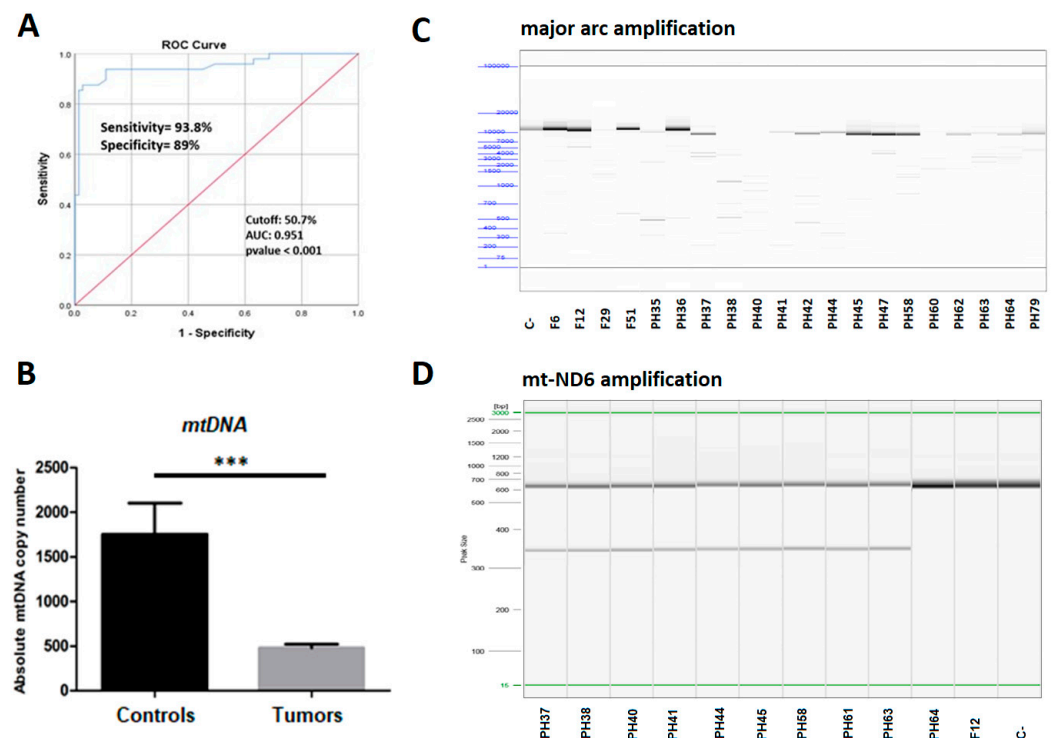 A
ROC Curve
1.0
0.8
0.6
0.4
0.2
0.0
Sensitivity
Sensitivity= 93.8%
Specificity= 89%
Cutoff: 50.7%
AUC: 0.951
pvalue < 0.001
0.0 0.2 0.4 0.6 0.8 1.0
1 - Specificity
B
mtDNA
***
2500
2000
1500
1000
500
0
Absolute mtDNA copy number
Controls Tumors
C
major arc amplification
100000
20000
10000
7000
5000
4000
3000
2000
1500
1000
700
500
400
300
200
75
1
C- F6 F12 F29 F51 PH35 PH36 PH37 PH38 PH40 PH41 PH42 PH44 PH45 PH47 PH58 PH60 PH62 PH63 PH64 PH79
D
mt-ND6 amplification
[bp]
3000
2500
2000
1500
1200
1000
800
700
600
500
400
300
200
100
15
Peak Size
PH37 PH38 PH40 PH41 PH44 PH45 PH58 PH61 PH63 PH64 F12 C-